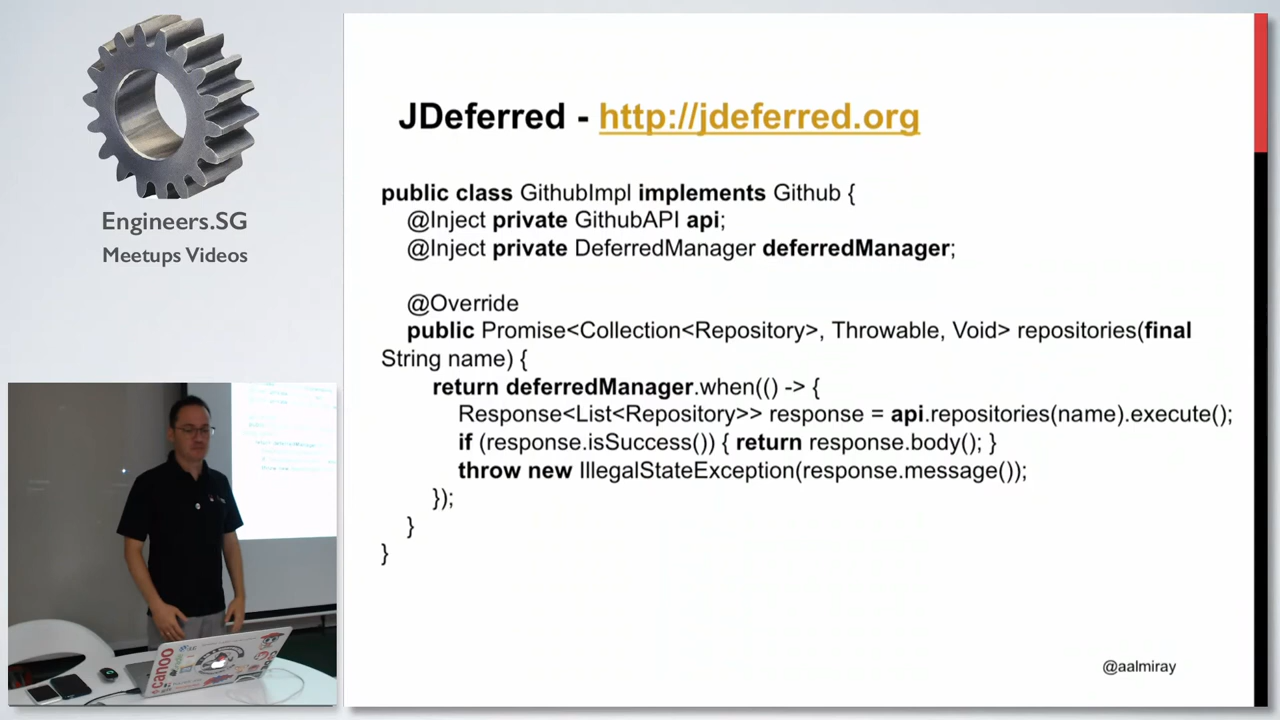 Engineers.SG
Meetups Videos
JDeferred - http://jdeferred.org
public class GithubImpl implements Github {
@Inject private GithubAPI api;
@Inject private DeferredManager deferredManager;
@Override
public Promise<Collection<Repository>, Throwable, Void> repositories(final
String name) {
return deferredManager.when(() -> {
Response<List<Repository>> response = api.repositories(name).execute();
if (response.isSuccess()) { return response.body(); }
throw new IllegalStateException(response.message());
});
}
}
@aalmiray
canoo